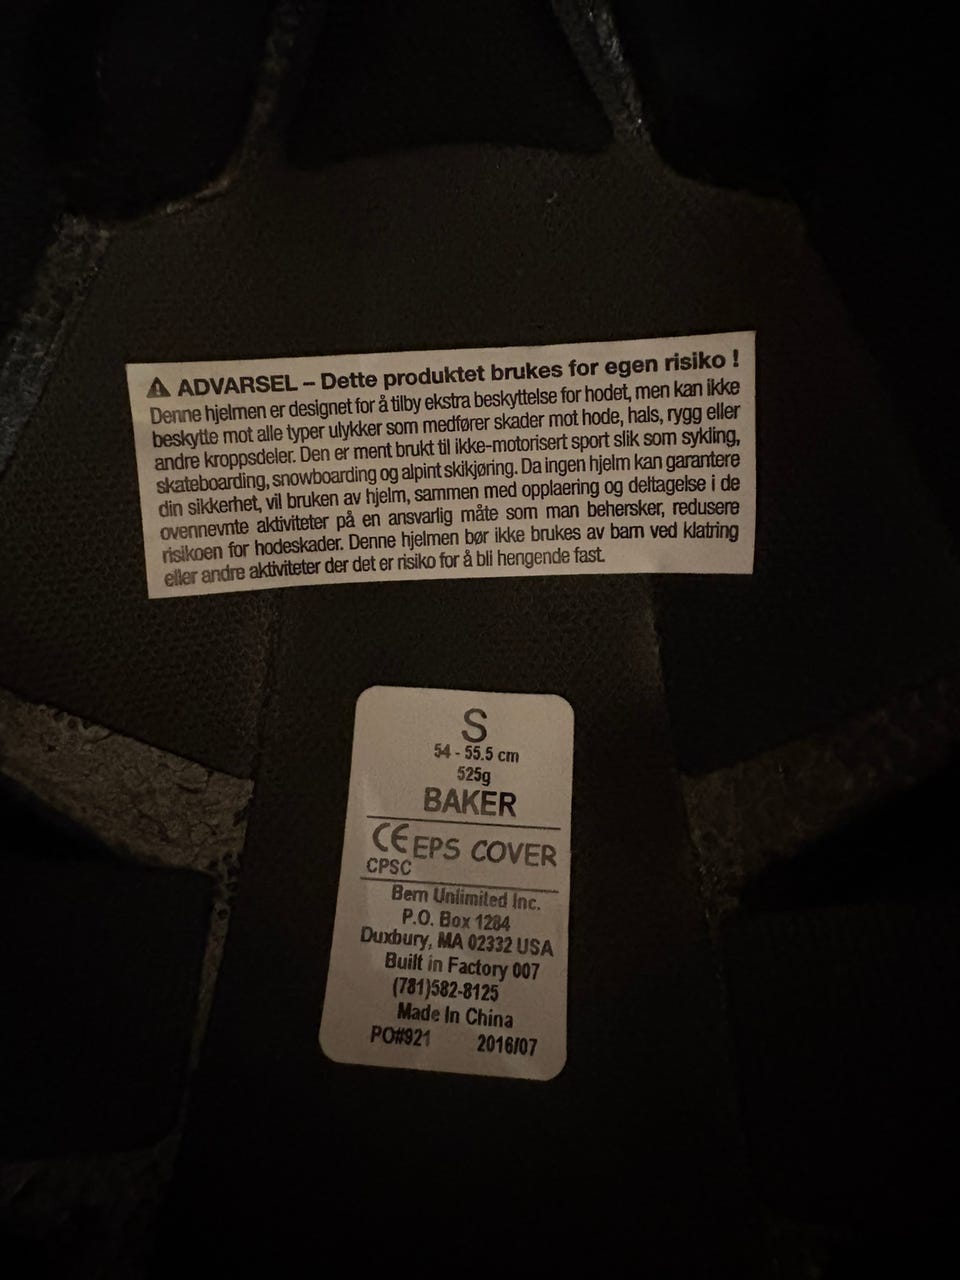 ⚠ ADVARSEL – Dette produktet brukes for egen risiko !
Denne hjelmen er designet for å tilby ekstra beskyttelse for hodet, men kan ikke
beskytte mot alle typer ulykker som medfører skader mot hode, hals, rygg eller
andre kroppsdeler. Den er ment brukt til ikke-motorisert sport slik som sykling,
skateboarding, snowboarding og alpint skikjøring. Da ingen hjelm kan garantere
din sikkerhet, vil bruken av hjelm, sammen med opplaering og deltagelse i de
ovennevnte aktiviteter på en ansvarlig måte som man behersker, redusere
risikoen for hodeskader. Denne hjelmen bør ikke brukes av barn ved klatring
eller andre aktiviteter der det er risiko for å bli hengende fast.
S
54 - 55.5 cm
525g
BAKER
CE EPS COVER
CPSC
Bern Unlimited Inc.
P.O. Box 1284
Duxbury, MA 02332 USA
Built in Factory 007
(781)582-8125
Made In China
PO#921 2016/07